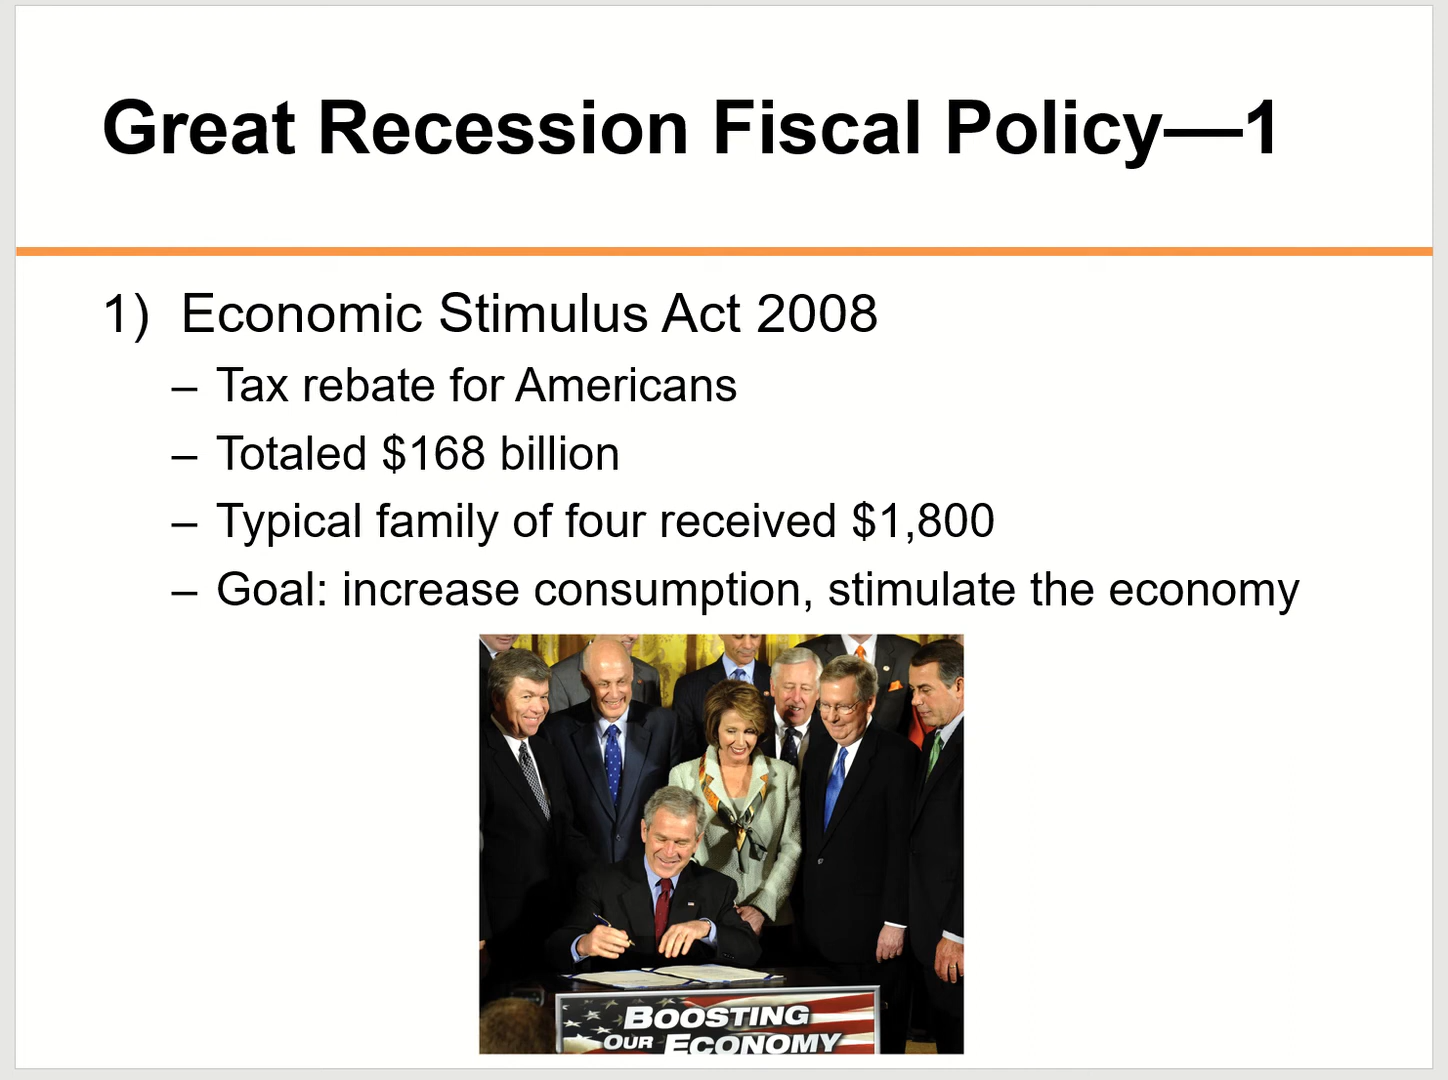 Great Recession Fiscal Policy—1
1) Economic Stimulus Act 2008
– Tax rebate for Americans
– Totaled $168 billion
– Typical family of four received $1,800
– Goal: increase consumption, stimulate the economy
BOOSTING
OUR ECONOMY